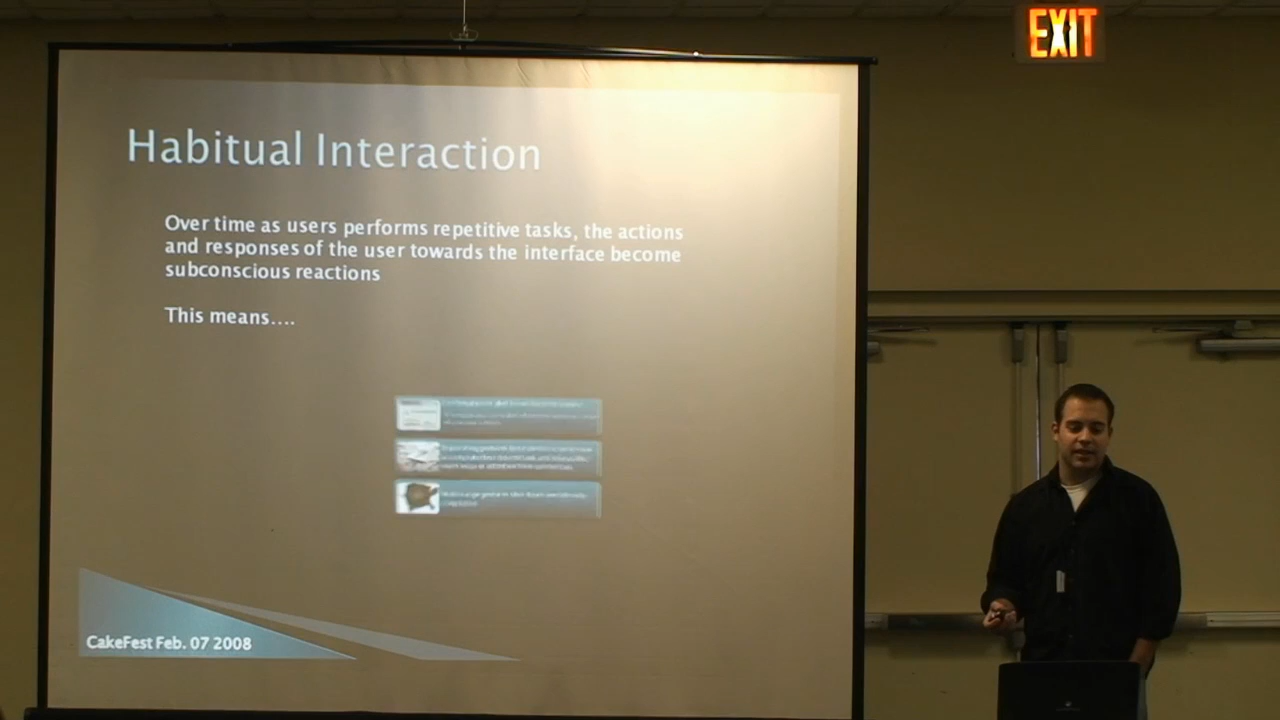 EXIT
Habitual Interaction
Over time as users performs repetitive tasks, the actions
and responses of the user towards the interface become
subconscious reactions
This means....
CakeFest Feb. 07 2008